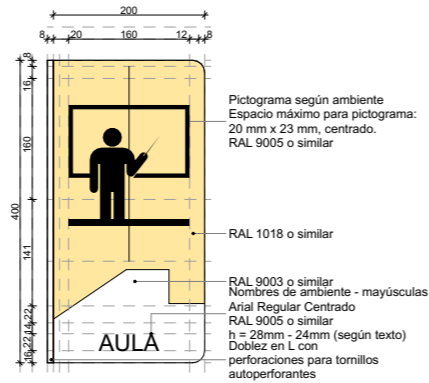 200
8
20
160
12
8
8
16
160
400
141
22
14
22
16
AULA
Pictograma según ambiente
Espacio máximo para pictograma:
20 mm x 23 mm, centrado.
RAL 9005 o similar
RAL 1018 o similar
RAL 9003 o similar
Nombres de ambiente - mayúsculas
Arial Regular Centrado
RAL 9005 o similar
h = 28mm - 24mm (según texto)
Doblez en L con
perforaciones para tornillos
autoperforantes